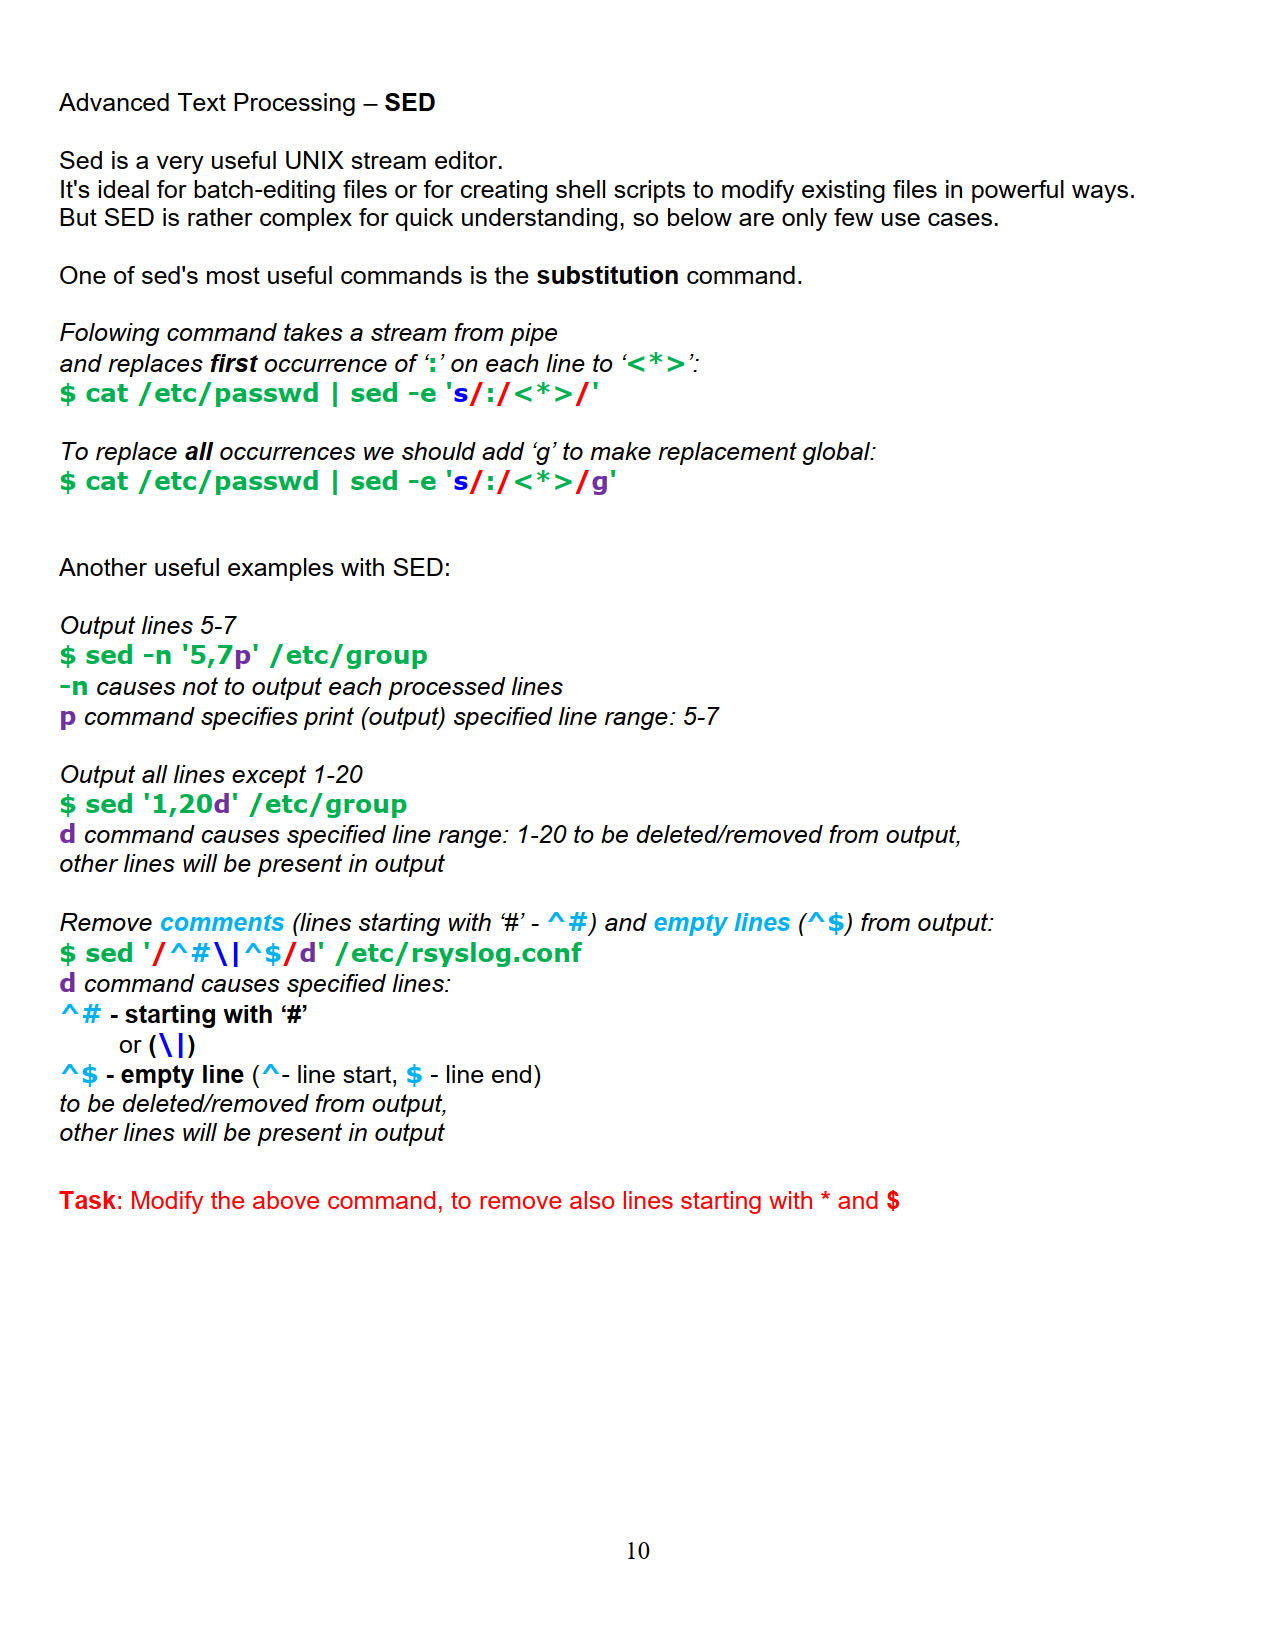 Advanced Text Processing – SED
Sed is a very useful UNIX stream editor.
It's ideal for batch-editing files or for creating shell scripts to modify existing files in powerful ways.
But SED is rather complex for quick understanding, so below are only few use cases.
One of sed's most useful commands is the substitution command.
Folowing command takes a stream from pipe
and replaces first occurrence of ‘:’ on each line to ‘<*>’:
$ cat /etc/passwd | sed -e 's/:/<*>/'
To replace all occurrences we should add ‘g’ to make replacement global:
$ cat /etc/passwd | sed -e 's/:/<*>/g'
Another useful examples with SED:
Output lines 5-7
$ sed -n '5,7p' /etc/group
-n causes not to output each processed lines
p command specifies print (output) specified line range: 5-7
Output all lines except 1-20
$ sed '1,20d' /etc/group
d command causes specified line range: 1-20 to be deleted/removed from output,
other lines will be present in output
Remove comments (lines starting with ‘#’ - ^#) and empty lines (^$) from output:
$ sed '/^#\|^$/d' /etc/rsyslog.conf
d command causes specified lines:
^# - starting with ‘#’
or (\|)
^$ - empty line (^- line start, $ - line end)
to be deleted/removed from output,
other lines will be present in output
Task: Modify the above command, to remove also lines starting with * and $
10